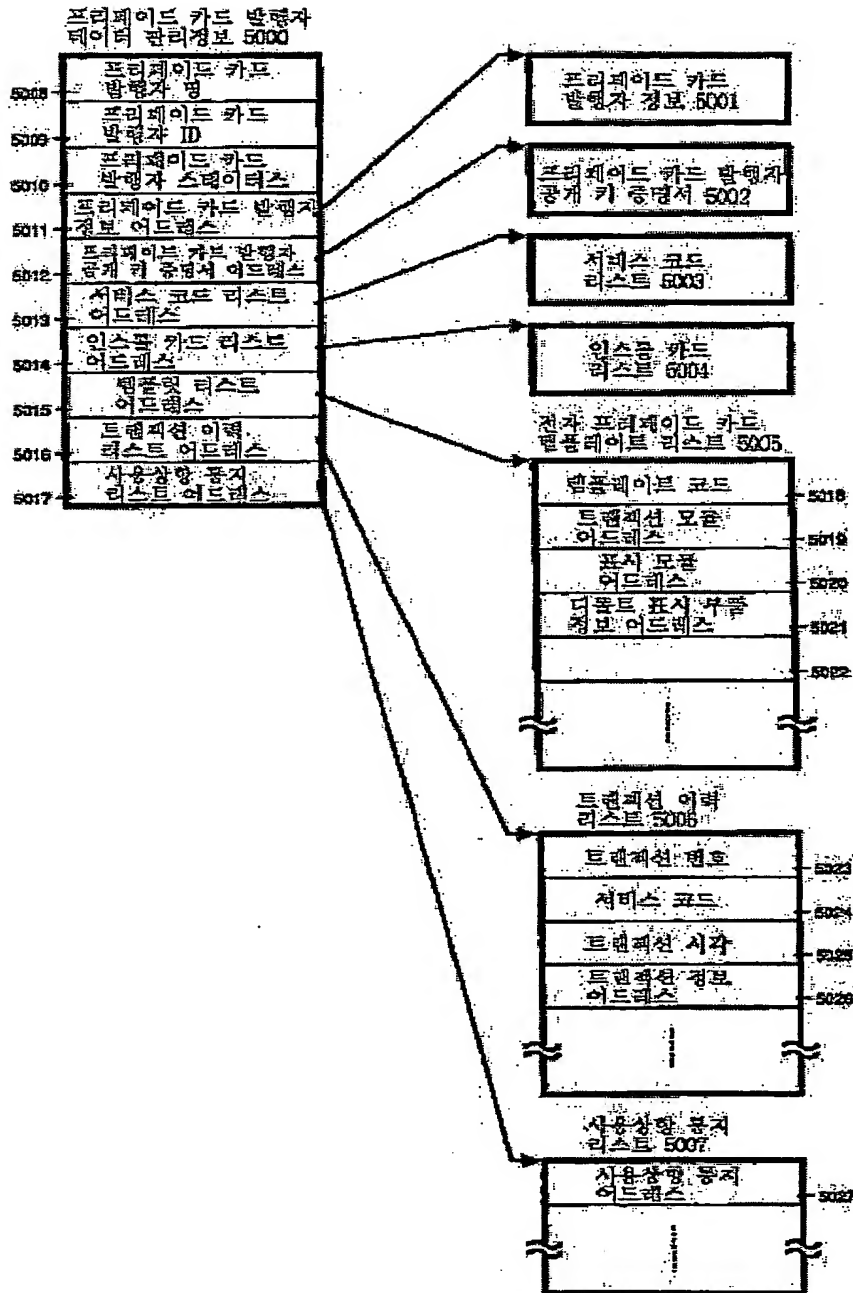 프리페이드 카드 발행자
데이터 관리정보 5000
프리페이드 카드
발행자 명
5008
프리페이드 카드
발행자 ID
5009
프리페이드 카드
발행자 스테이터스
5010
프리페이드 카드 발행자
정보 어드레스
5011
프리페이드 카드 발행자
공개 키 증명서 어드레스
5012
서비스 코드 리스트
어드레스
5013
인스톨 카드 리스트
어드레스
5014
템플릿 리스트
어드레스
5015
트랜잭션 이력
리스트 어드레스
5016
사용상황 통지
리스트 어드레스
5017
프리페이드 카드
발행자 정보 5001
프리페이드 카드 발행자
공개 키 증명서 5002
서비스 코드
리스트 5003
인스톨 카드
리스트 5004
전자 프리페이드 카드
템플레이트 리스트 5005
템플레이트 코드
5018
트랜잭션 모듈
어드레스
5019
표시 모듈
어드레스
5020
디폴트 표시 부품
정보 어드레스
5021
5022
트랜잭션 이력
리스트 5006
트랜잭션 번호
5023
서비스 코드
5024
트랜잭션 시각
5025
트랜잭션 정보
어드레스
5026
사용상황 통지
리스트 5007
사용상황 통지
어드레스
5027